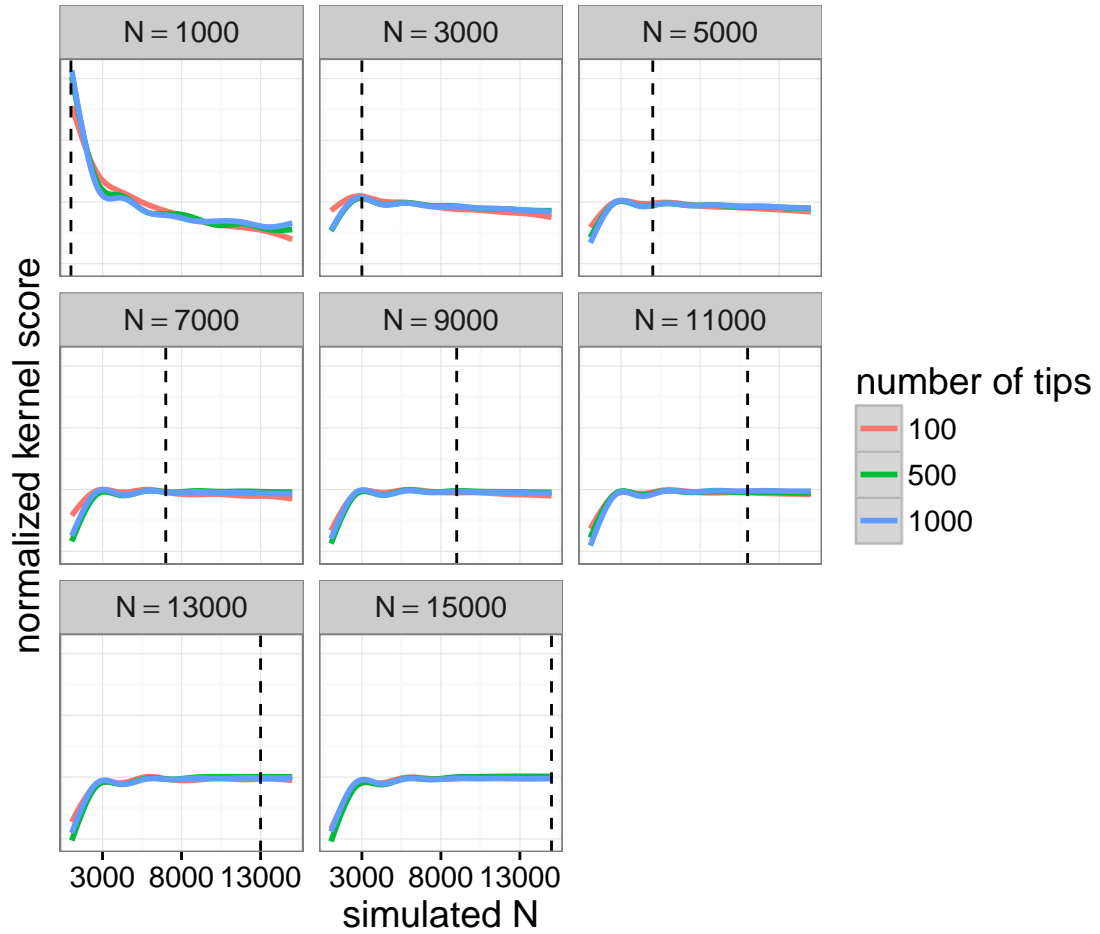 N = 1000
N = 3000
N = 5000
N = 7000
N = 9000
N = 11000
N = 13000
N = 15000
normalized kernel score
3000 8000 13000
3000 8000 13000
simulated N
number of tips
100
500
1000